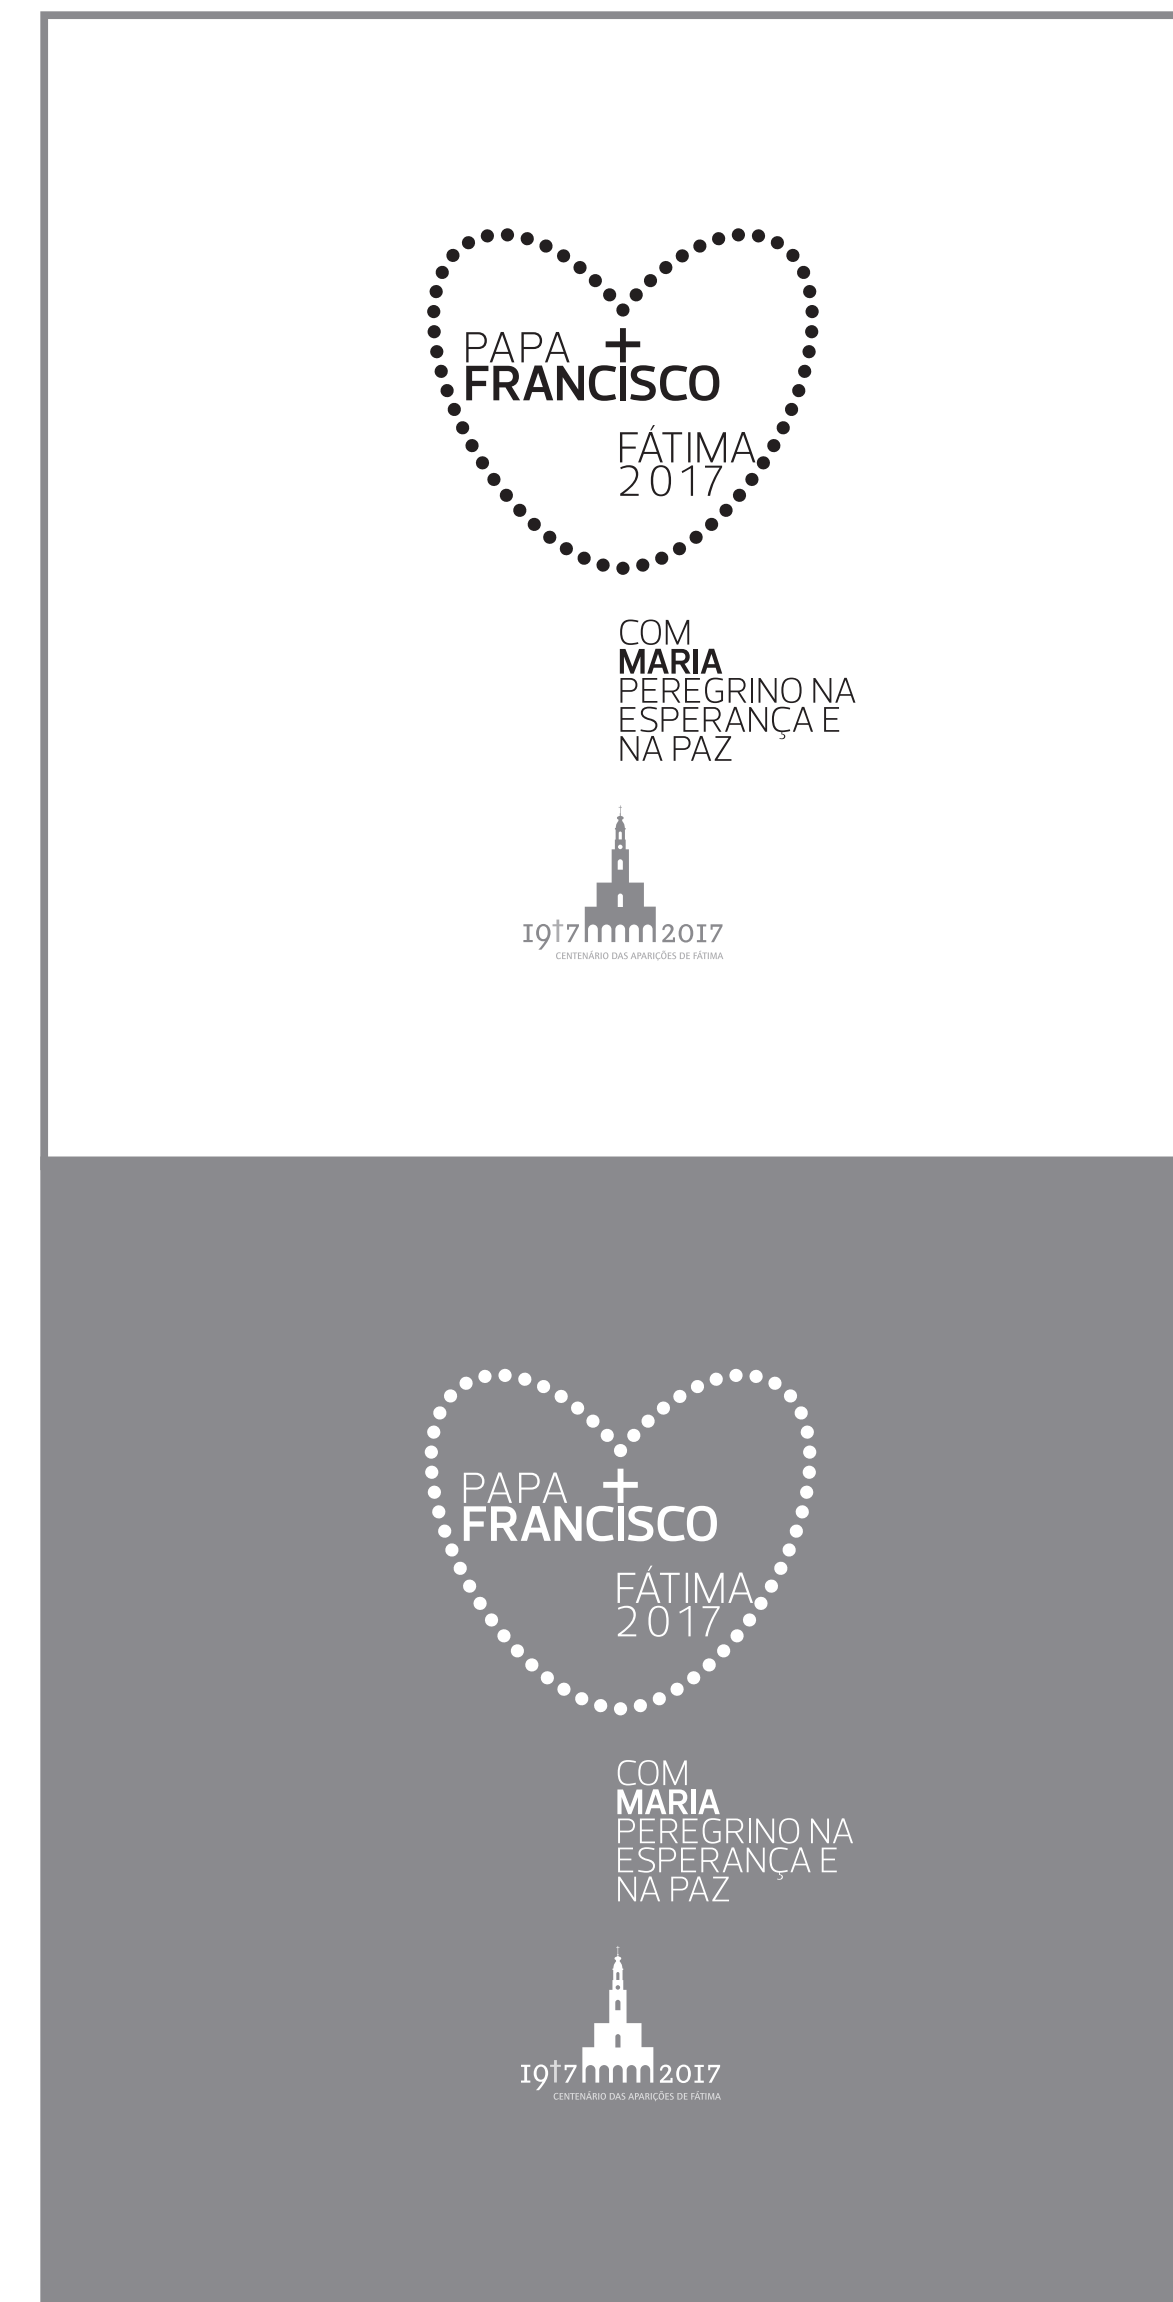 PAPA
FRANCISCO
FÁTIMA
2017
COM
MARIA
PEREGRINO NA
ESPERANÇA E
NA PAZ
19†7 2017
CENTENÁRIO DAS APARIÇÕES DE FÁTIMA
PAPA
FRANCISCO
FÁTIMA
2017
COM
MARIA
PEREGRINO NA
ESPERANÇA E
NA PAZ
19†7 2017
CENTENÁRIO DAS APARIÇÕES DE FÁTIMA